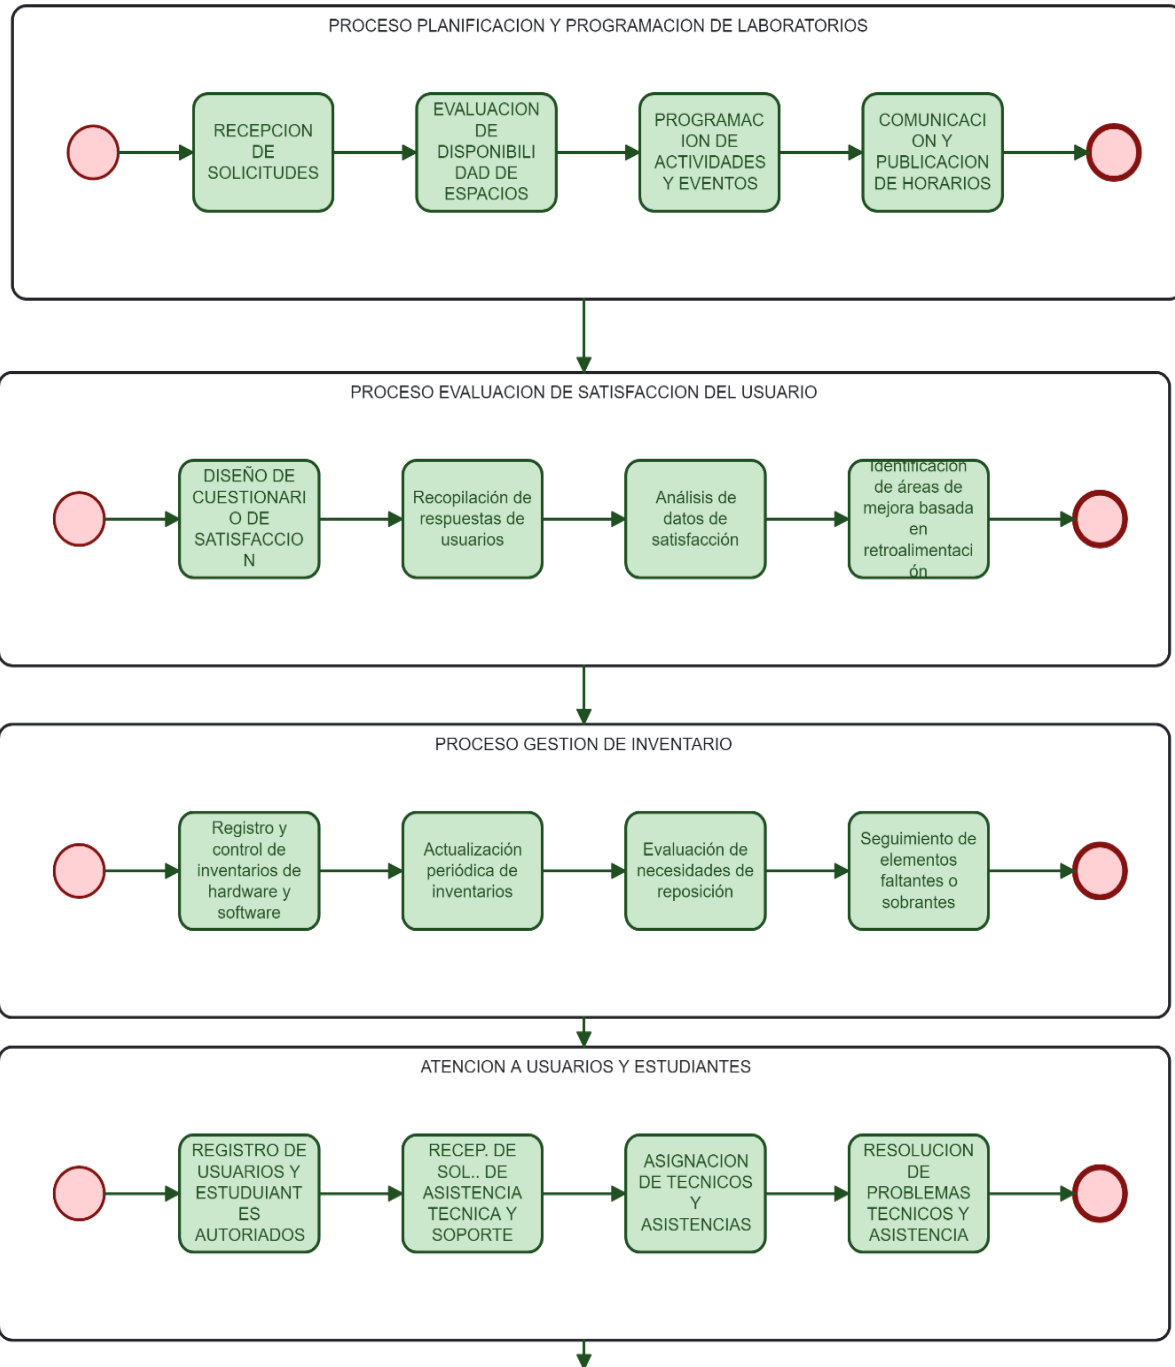 PROCESO PLANIFICACION Y PROGRAMACION DE LABORATORIOS
RECEPCION
DE
SOLICITUDES
EVALUACION
DE
DISPONIBILI
DAD DE
ESPACIOS
PROGRAMAC
ION DE
ACTIVIDADES
Y EVENTOS
COMUNICACI
ON Y
PUBLICACION
DE HORARIOS
PROCESO EVALUACION DE SATISFACCION DEL USUARIO
DISEÑO DE
CUESTIONARI
O DE
SATISFACCIO
N
Recopilación de
respuestas de
usuarios
Análisis de
datos de
satisfacción
Identificación
de áreas de
mejora basada
en
retroalimentaci
ón
PROCESO GESTION DE INVENTARIO
Registro y
control de
inventarios de
hardware y
software
Actualización
periódica de
inventarios
Evaluación de
necesidades de
reposición
Seguimiento de
elementos
faltantes o
sobrantes
ATENCION A USUARIOS Y ESTUDIANTES
REGISTRO DE
USUARIOS Y
ESTUDUIANT
ES
AUTORIADOS
RECEP. DE
SOL.. DE
ASISTENCIA
TECNICA Y
SOPORTE
ASIGNACION
DE TECNICOS
Y
ASISTENCIAS
RESOLUCION
DE
PROBLEMAS
TECNICOS Y
ASISTENCIA